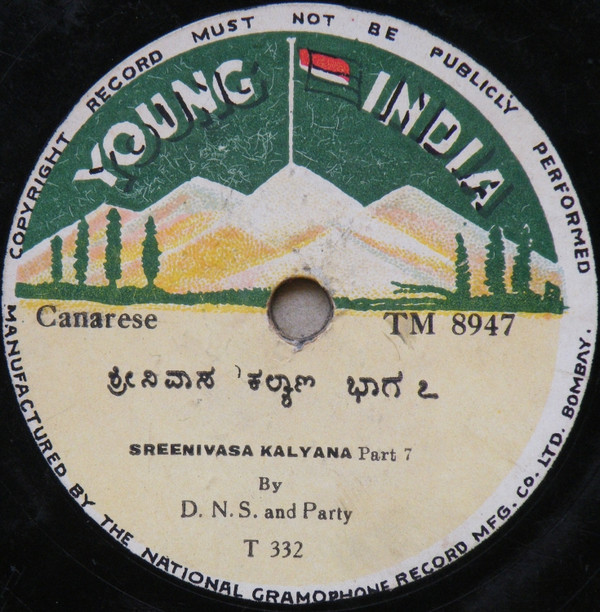 COPYRIGHT RECORD MUST NOT BE PUBLICLY PERFORMED
YOUNG INDIA
Canarese TM 8947
ಶ್ರೀನಿವಾಸ ಕಲ್ಯಾಣ ಭಾಗ ೭
SREENIVASA KALYANA Part 7
By
D. N. S. and Party
T 332
MANUFACTURED BY THE NATIONAL GRAMOPHONE RECORD MFG. CO. LTD. BOMBAY.